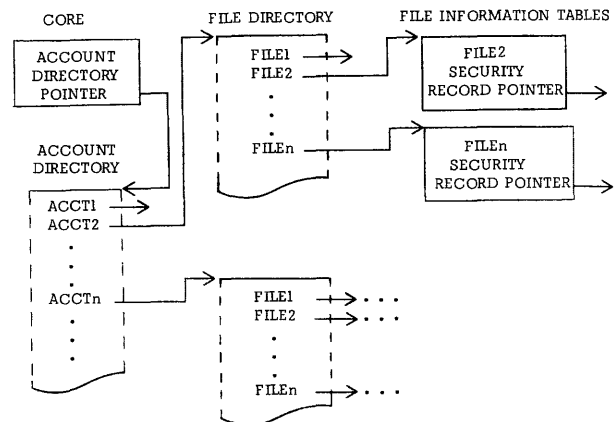 CORE
ACCOUNT
DIRECTORY
POINTER
ACCOUNT
DIRECTORY
ACCT1
ACCT2
ACCTn
FILE DIRECTORY
FILE1
FILE2
FILEn
FILE1
FILE2
FILEn
FILE INFORMATION TABLES
FILE2
SECURITY
RECORD POINTER
FILEn
SECURITY
RECORD POINTER